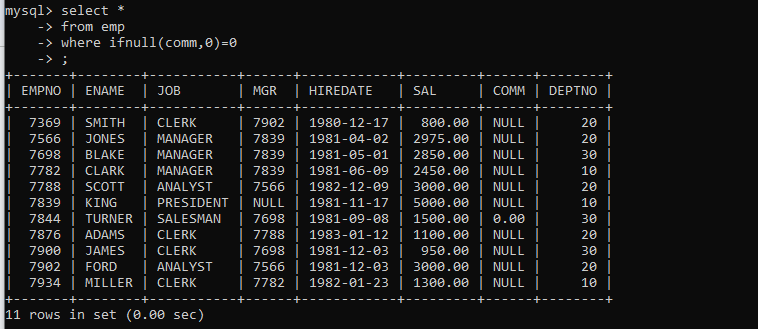 mysql> select *
    -> from emp
    -> where ifnull(comm,0)=0
    -> ;
+-------+--------+-----------+------+------------+---------+------+--------+
| EMPNO | ENAME  | JOB       | MGR  | HIREDATE   | SAL     | COMM | DEPTNO |
+-------+--------+-----------+------+------------+---------+------+--------+
|  7369 | SMITH  | CLERK     | 7902 | 1980-12-17 |  800.00 | NULL |     20 |
|  7566 | JONES  | MANAGER   | 7839 | 1981-04-02 | 2975.00 | NULL |     20 |
|  7698 | BLAKE  | MANAGER   | 7839 | 1981-05-01 | 2850.00 | NULL |     30 |
|  7782 | CLARK  | MANAGER   | 7839 | 1981-06-09 | 2450.00 | NULL |     10 |
|  7788 | SCOTT  | ANALYST   | 7566 | 1982-12-09 | 3000.00 | NULL |     20 |
|  7839 | KING   | PRESIDENT | NULL | 1981-11-17 | 5000.00 | NULL |     10 |
|  7844 | TURNER | SALESMAN  | 7698 | 1981-09-08 | 1500.00 | 0.00 |     30 |
|  7876 | ADAMS  | CLERK     | 7788 | 1983-01-12 | 1100.00 | NULL |     20 |
|  7900 | JAMES  | CLERK     | 7698 | 1981-12-03 |  950.00 | NULL |     30 |
|  7902 | FORD   | ANALYST   | 7566 | 1981-12-03 | 3000.00 | NULL |     20 |
|  7934 | MILLER | CLERK     | 7782 | 1982-01-23 | 1300.00 | NULL |     10 |
+-------+--------+-----------+------+------------+---------+------+--------+
11 rows in set (0.00 sec)